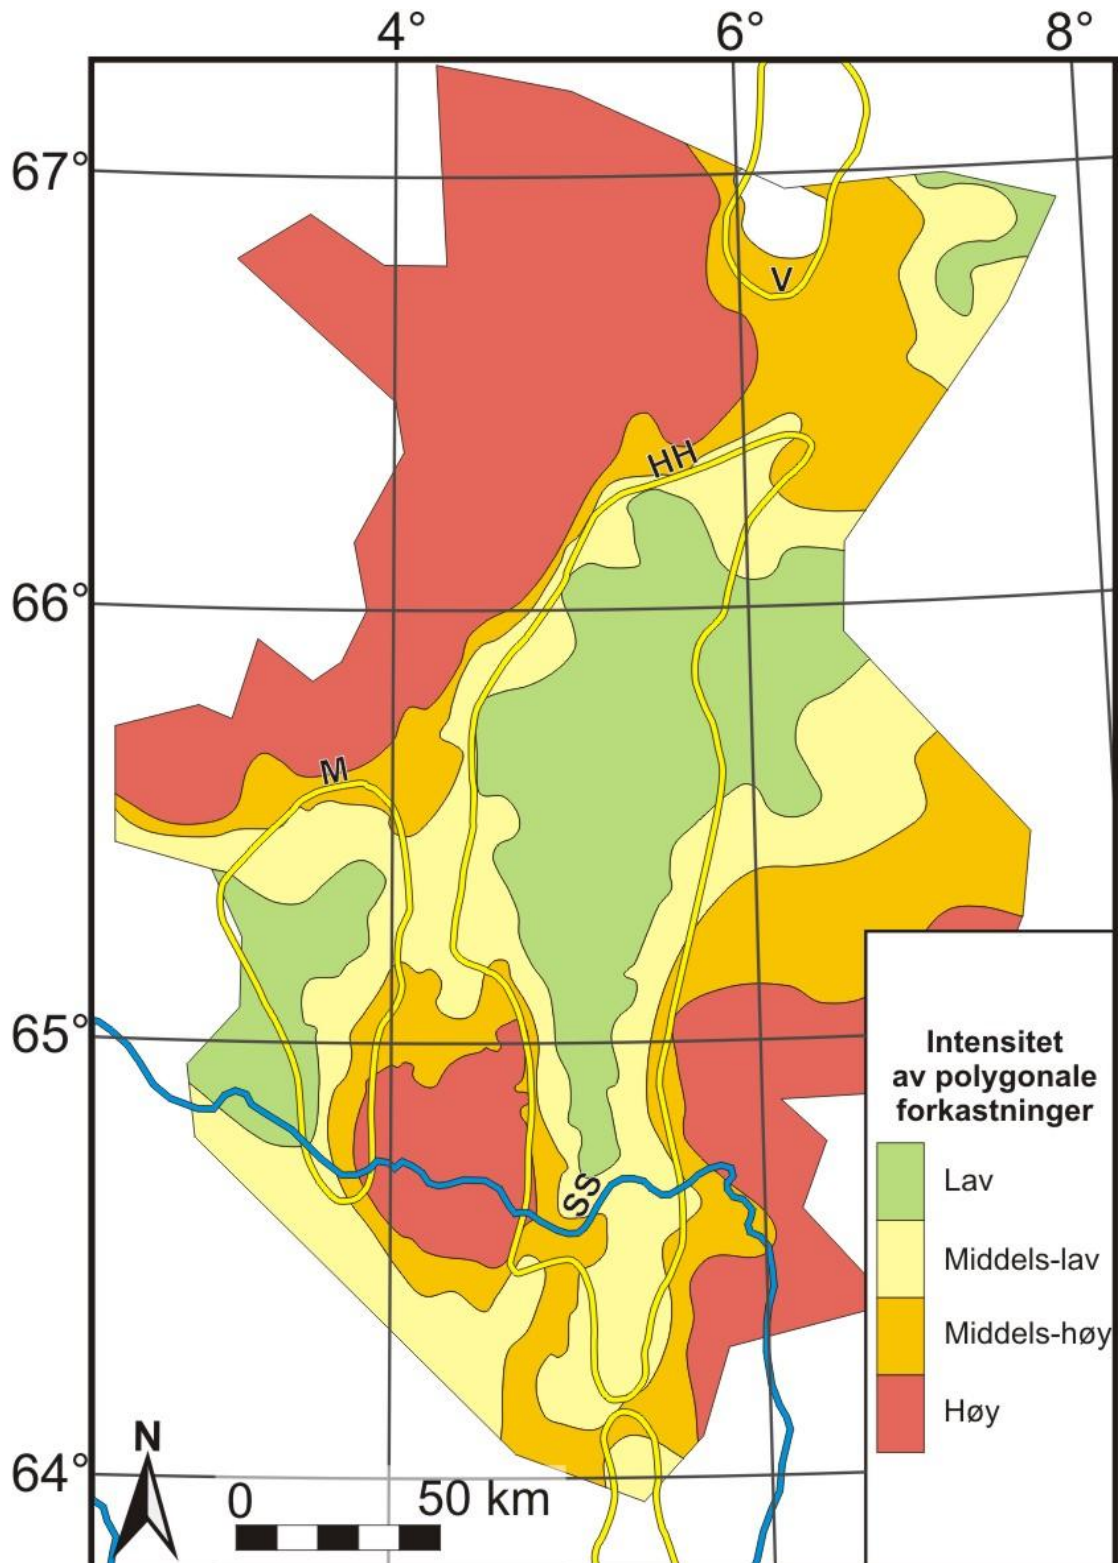 4° 6° 8°
67°
V
HH
66°
M
65°
Intensitet
av polygonale
forkastninger
Lav
SS
Middels-lav
Middels-høy
Høy
N
64°
0 50 km